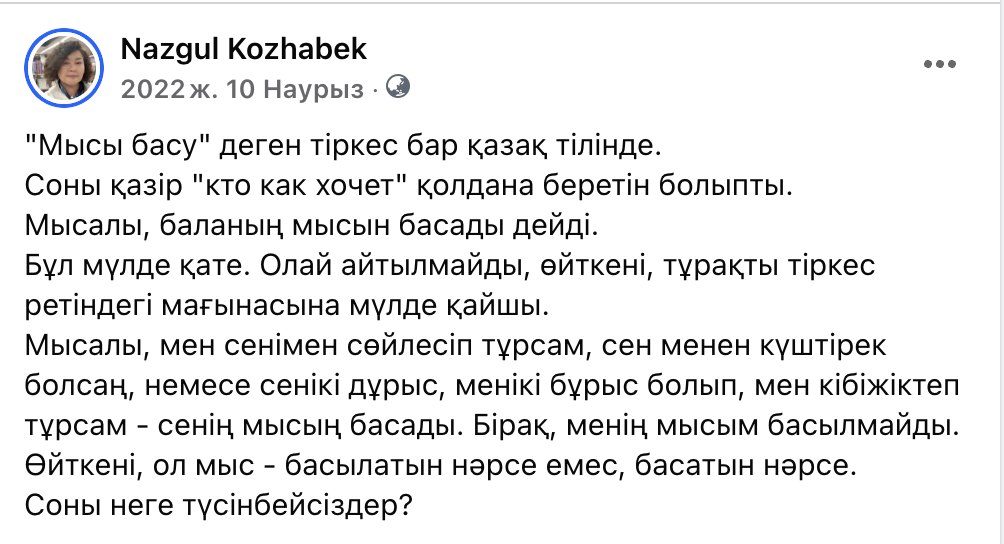 Nazgul Kozhabek
2022 ж. 10 Наурыз ·
"Мысы басу" деген тіркес бар қазақ тілінде.
Соны қазір "кто как хочет" қолдана беретін болыпты.
Мысалы, баланың мысын басады дейді.
Бұл мүлде қате. Олай айтылмайды, өйткені, тұрақты тіркес
ретіндегі мағынасына мүлде қайшы.
Мысалы, мен сенімен сөйлесіп тұрсам, сен менен күштірек
болсаң, немесе сенікі дұрыс, менікі бұрыс болып, мен кібіжіктеп
тұрсам - сенің мысың басады. Бірақ, менің мысым басылмайды.
Өйткені, ол мыс - басылатын нәрсе емес, басатын нәрсе.
Соны неге түсінбейсіздер?